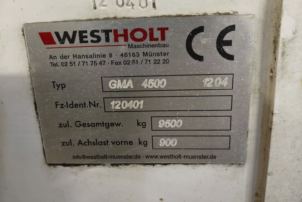 120401
WESTHOLT
Maschinenbau
An der Hansalinie 8 - 48163 Münster
Tel. 02 51 / 71 75 47 - Fax 02 51 / 71 22 20
CE
Typ GMA 4500 1204
Fz-Ident.Nr. 120401
zul. Gesamtgew. kg 9500
zul. Achslast vorne kg 900
info@westholt-muenster.de - www.westholt-muenster.de